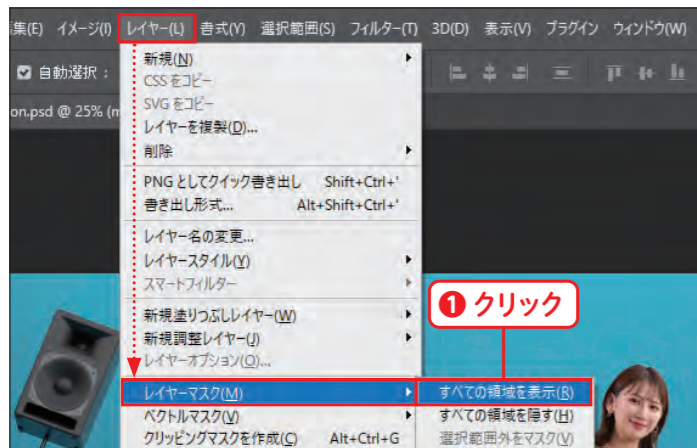 集(E) イメージ(I) レイヤー(L) 書式(Y) 選択範囲(S) フィルター(T) 3D(D) 表示(V) プラグイン ウィンドウ(W)
自動選択：
on.psd @ 25% (n
新規(N)
CSS をコピー
SVG をコピー
レイヤーを複製(D)...
削除
PNG としてクイック書き出し Shift+Ctrl+'
書き出し形式... Alt+Shift+Ctrl+'
レイヤー名の変更...
レイヤースタイル(Y)
スマートフィルター
❶ クリック
新規塗りつぶしレイヤー(W)
新規調整レイヤー(J)
レイヤーオプション(O)...
レイヤーマスク(M) すべての領域を表示(R)
ベクトルマスク(V) すべての領域を隠す(H)
クリッピングマスクを作成(C) Alt+Ctrl+G 選択範囲外をマスク(V)